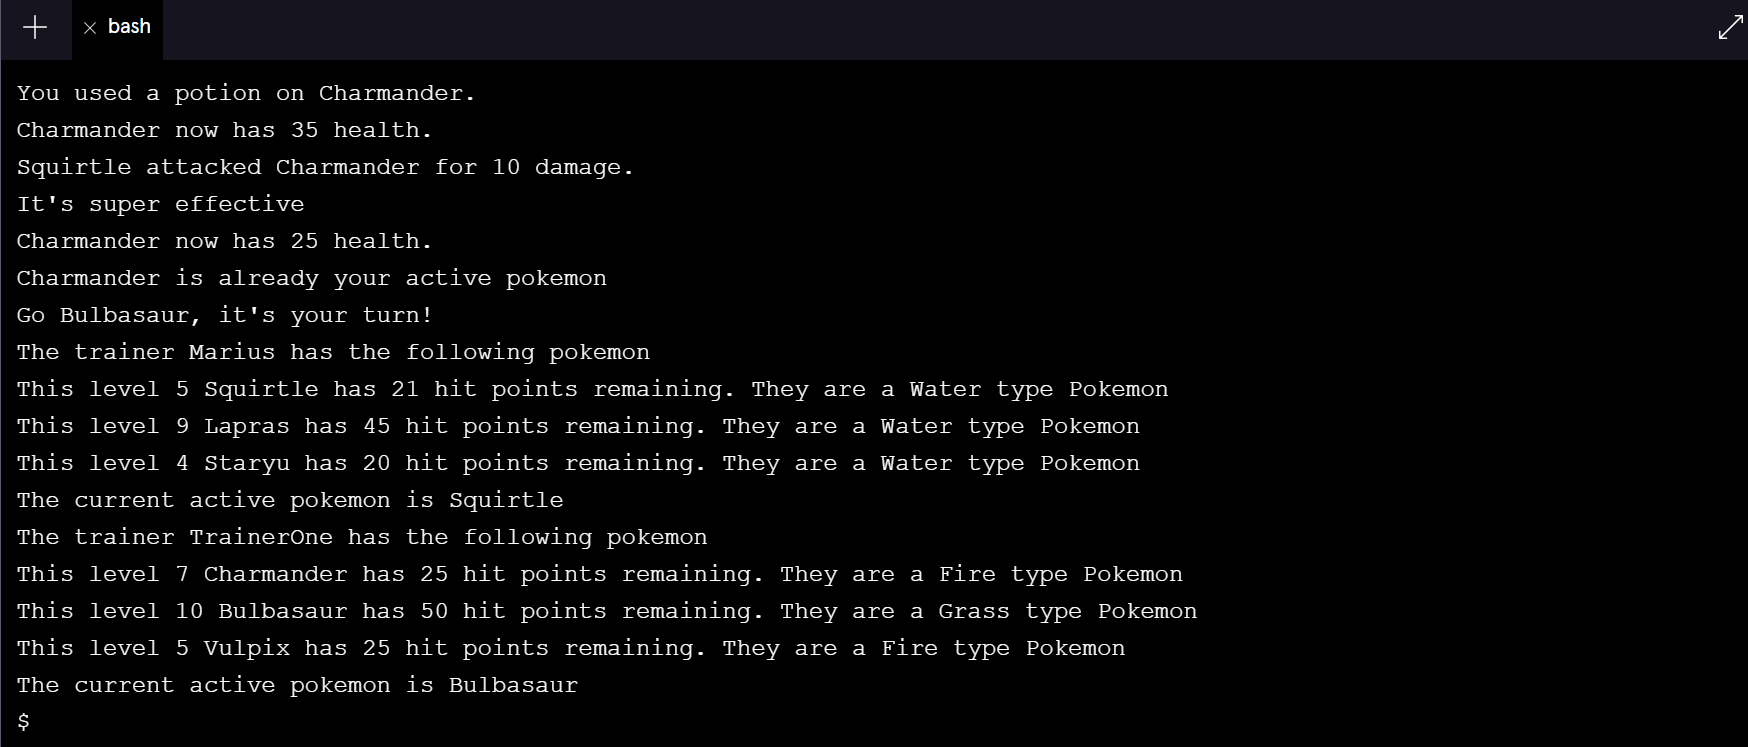 bash
You used a potion on Charmander.
Charmander now has 35 health.
Squirtle attacked Charmander for 10 damage.
It's super effective
Charmander now has 25 health.
Charmander is already your active pokemon
Go Bulbasaur, it's your turn!
The trainer Marius has the following pokemon
This level 5 Squirtle has 21 hit points remaining. They are a Water type Pokemon
This level 9 Lapras has 45 hit points remaining. They are a Water type Pokemon
This level 4 Staryu has 20 hit points remaining. They are a Water type Pokemon
The current active pokemon is Squirtle
The trainer TrainerOne has the following pokemon
This level 7 Charmander has 25 hit points remaining. They are a Fire type Pokemon
This level 10 Bulbasaur has 50 hit points remaining. They are a Grass type Pokemon
This level 5 Vulpix has 25 hit points remaining. They are a Fire type Pokemon
The current active pokemon is Bulbasaur
$